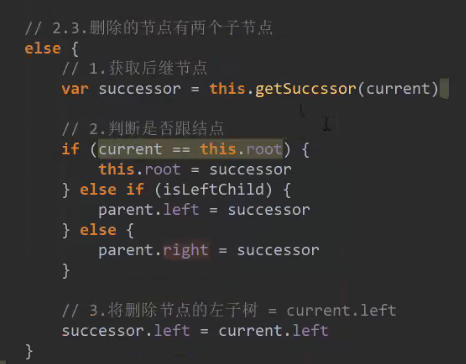 // 2.3.删除的节点有两个子节点
else {
// 1.获取后继节点
var successor = this.getSuccssor(current)
// 2.判断是否跟结点
if (current == this.root) {
this.root = successor
} else if (isLeftChild) {
parent.left = successor
} else {
parent.right = successor
}
// 3.将删除节点的左子树 = current.left
successor.left = current.left
}